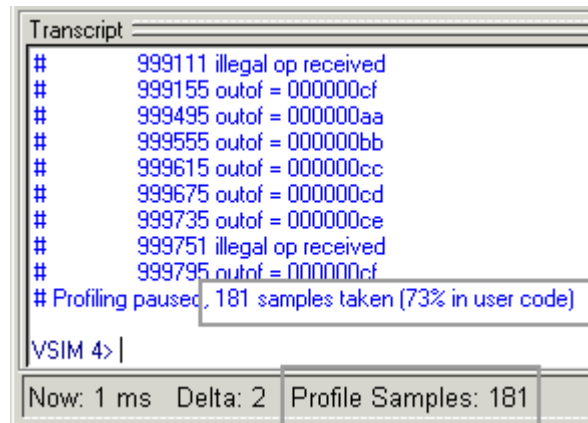 Transcript
# 999111 illegal op received
# 999155 outof = 000000cf
# 999495 outof = 000000aa
# 999555 outof = 000000bb
# 999615 outof = 000000cc
# 999675 outof = 000000cd
# 999735 outof = 000000ce
# 999751 illegal op received
# 999795 outof = 000000cf
# Profiling paused, 181 samples taken (73% in user code)
VSIM 4>
Now: 1 ms Delta: 2 Profile Samples: 181